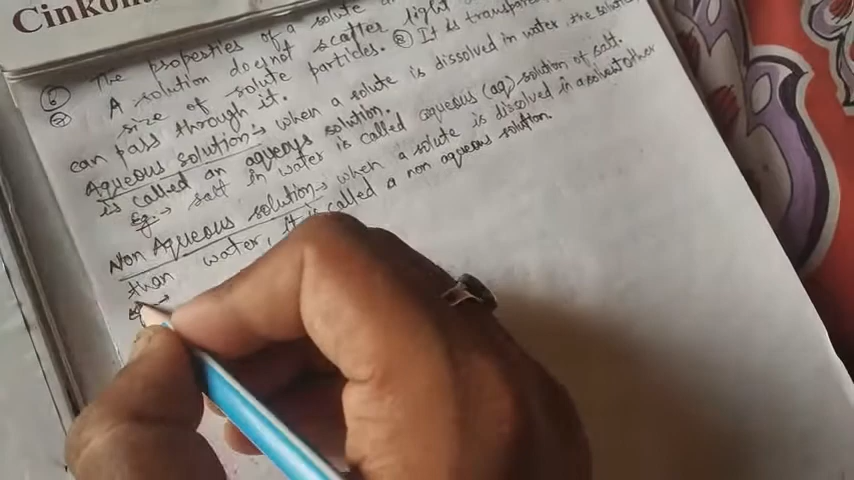 Cinkon
⑥ The properties of a solute a
⑦ A solution does not scatter light
size of solute particles. ⑧ It is transpare
can pass through it.
Aqueous solution → when a solute is dissolved in water the solution
is called an aqueous solution.
Eg → salt in water is called aqueous (aq) solution of salt.
Non Aqueous solution → when a solute is dissolved in a solvent other
than water, it is called a non aqueous solution.
Eg →